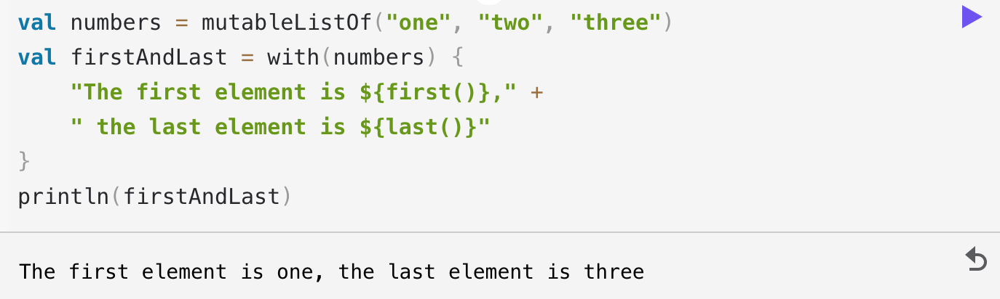 val numbers = mutableListOf("one", "two", "three")
val firstAndLast = with(numbers) {
    "The first element is ${first()}," +
    " the last element is ${last()}"
}
println(firstAndLast)
The first element is one, the last element is three